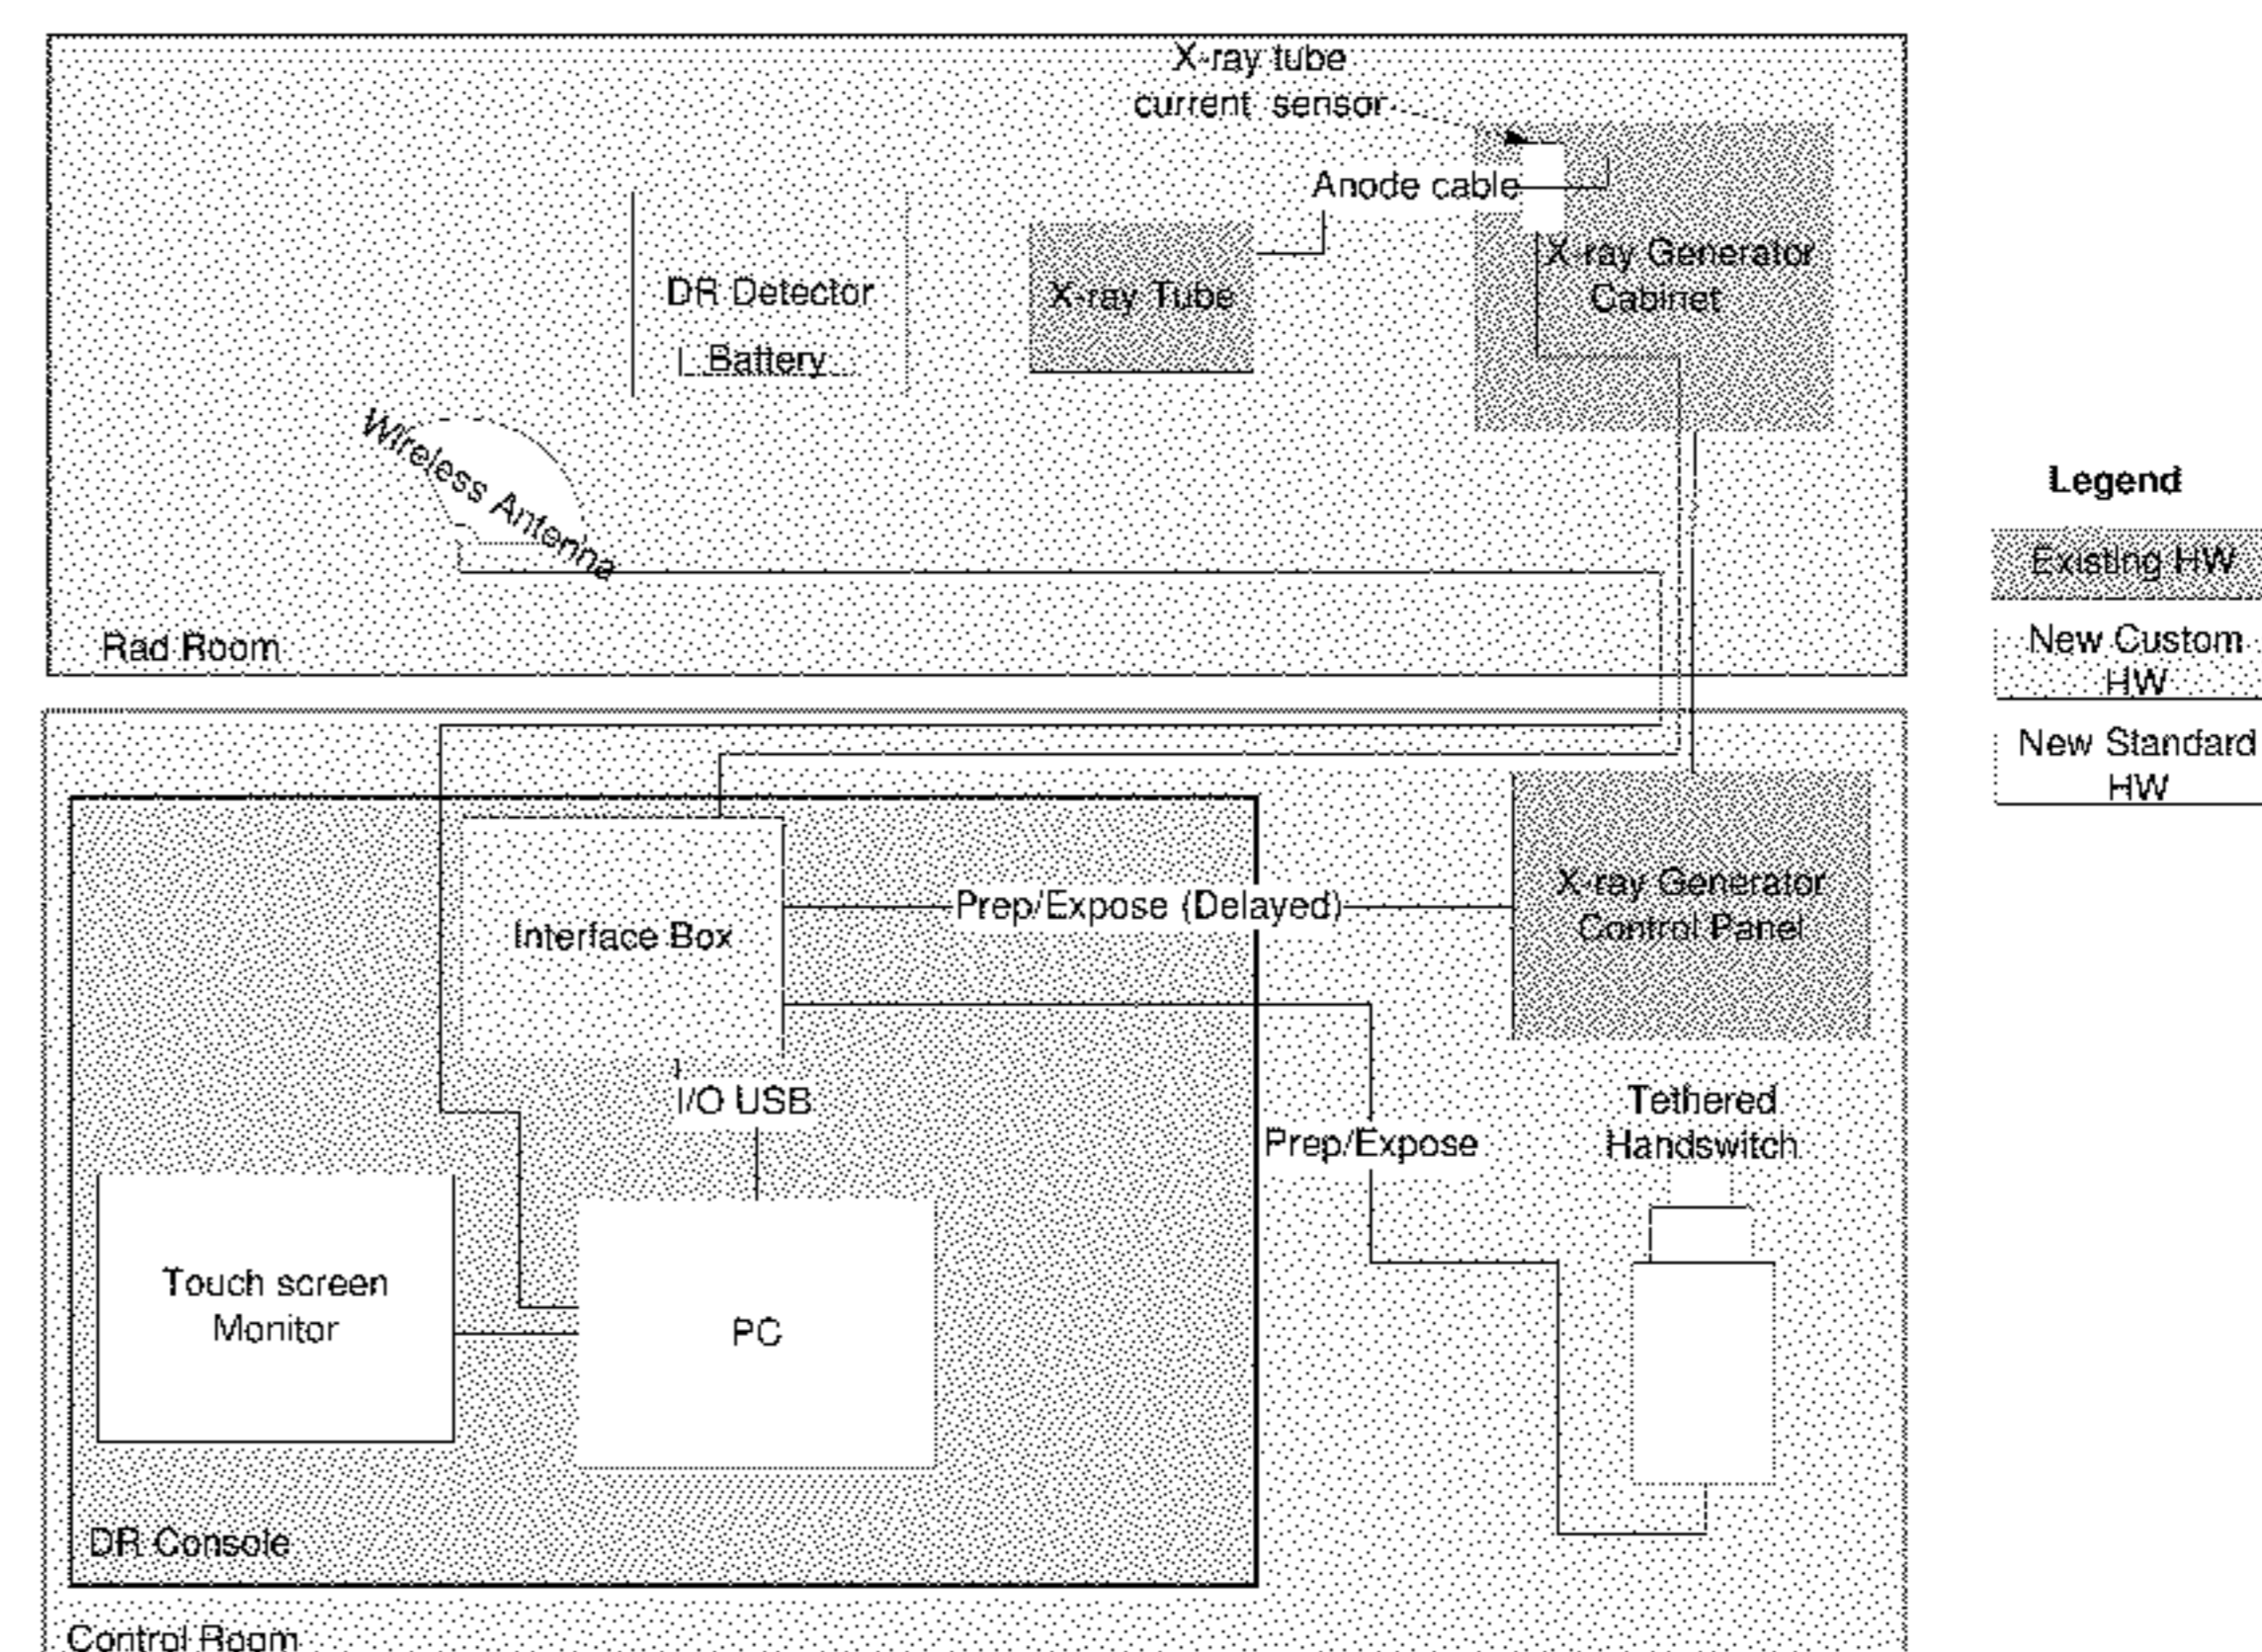 X-ray tube
current sensor
Anode cable
X-ray Generator
Cabinet
DR Detector
Battery
X-ray Tube
Wireless Antenna
Rad Room
Legend
Existing HW
New Custom
HW
New Standard
HW
Interface Box
Prep/Expose (Delayed)
X-ray Generator
Control Panel
I/O USB
Prep/Expose
Tethered
Handswitch
Touch screen
Monitor
PC
DR Console
Control Room